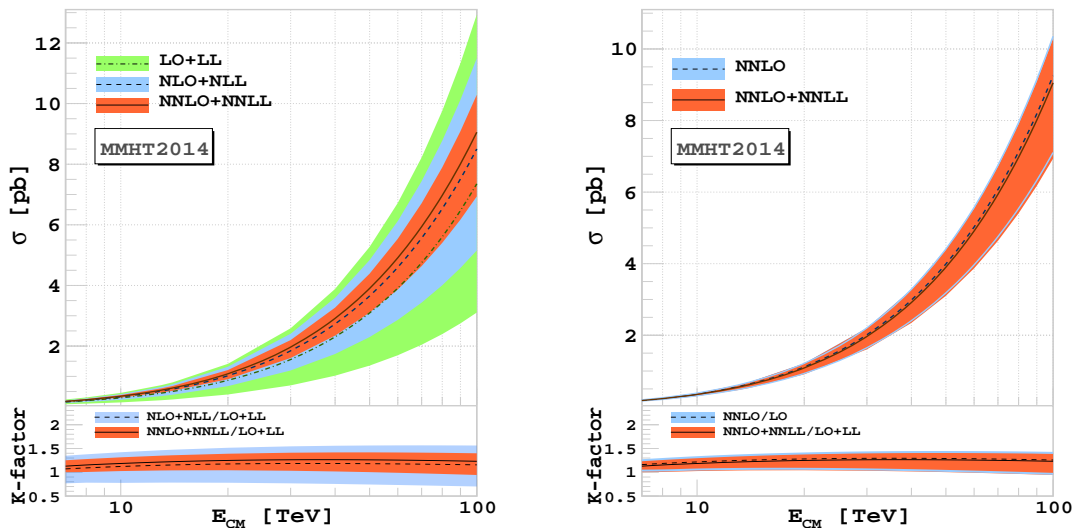 12
10
8
6
4
2
σ [pb]
LO+LL
NLO+NLL
NNLO+NNLL
MMHT2014
K-factor
2
1.5
1
0.5
NLO+NLL/LO+LL
NNLO+NNLL/LO+LL
10
100
E_CM [TeV]
10
8
6
4
2
σ [pb]
NNLO
NNLO+NNLL
MMHT2014
K-factor
2
1.5
1
0.5
NNLO/LO
NNLO+NNLL/LO+LL
10
100
E_CM [TeV]